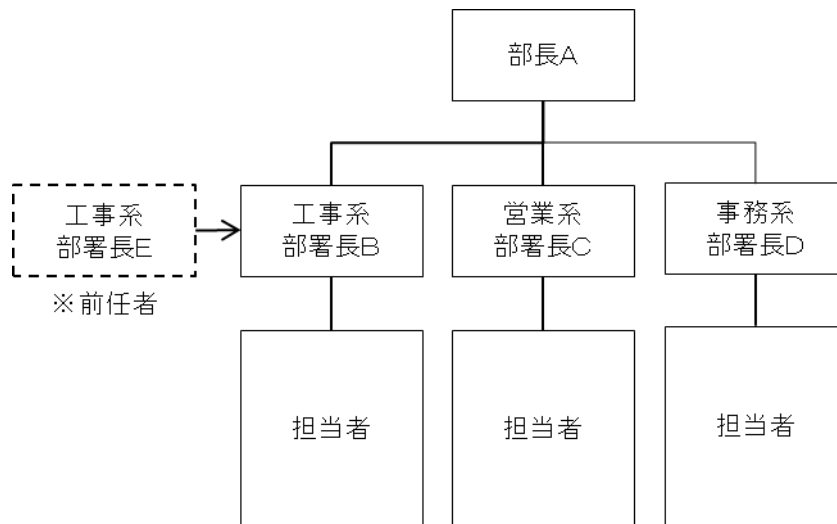 部長A
工事系
部署長E
工事系
部署長B
営業系
部署長C
事務系
部署長D
※前任者
担当者
担当者
担当者